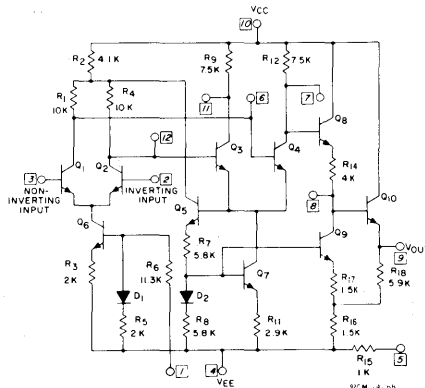 VCC
10
R2
4.1K
R9
7.5K
R12
7.5K
R1
10K
R4
10K
11
6
7
Q8
12
Q3
Q4
R14
4K
3
Q1
Q2
2
NON-INVERTING INPUT
INVERTING INPUT
Q5
8
Q10
Q6
R7
5.8K
Q9
VOU
9
Q7
R3
2K
R6
11.3K
D1
D2
R17
1.5K
R18
5.9K
R5
2K
R8
5.8K
R11
2.9K
R16
1.5K
5
R15
1K
1
4
VEE